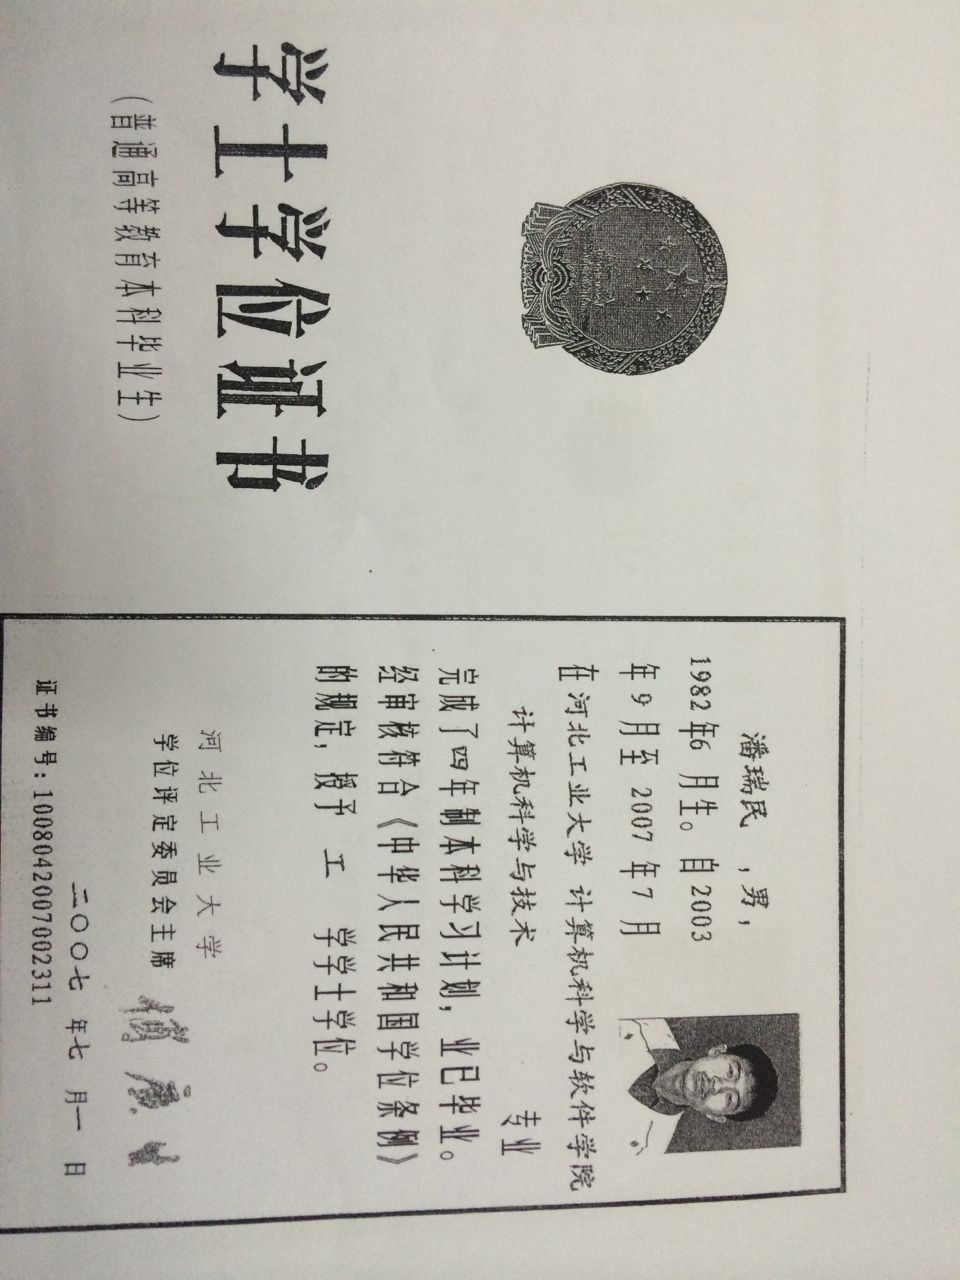 学士学位证书
(普通高等教育本科毕业生)
潘瑞民 ,男,
1982年6 月生。自2003
年 9 月至 2007 年 7 月
在河北工业大学 计算机科学与软件学院
计算机科学与技术 专业
完成了四年制本科学习计划,业已毕业。
经审核符合《中华人民共和国学位条例》
的规定,授予 工 学学士学位。
河北工业大学
学位评定委员会主席
二〇〇七 年七 月一 日
证书编号:1008042007002311